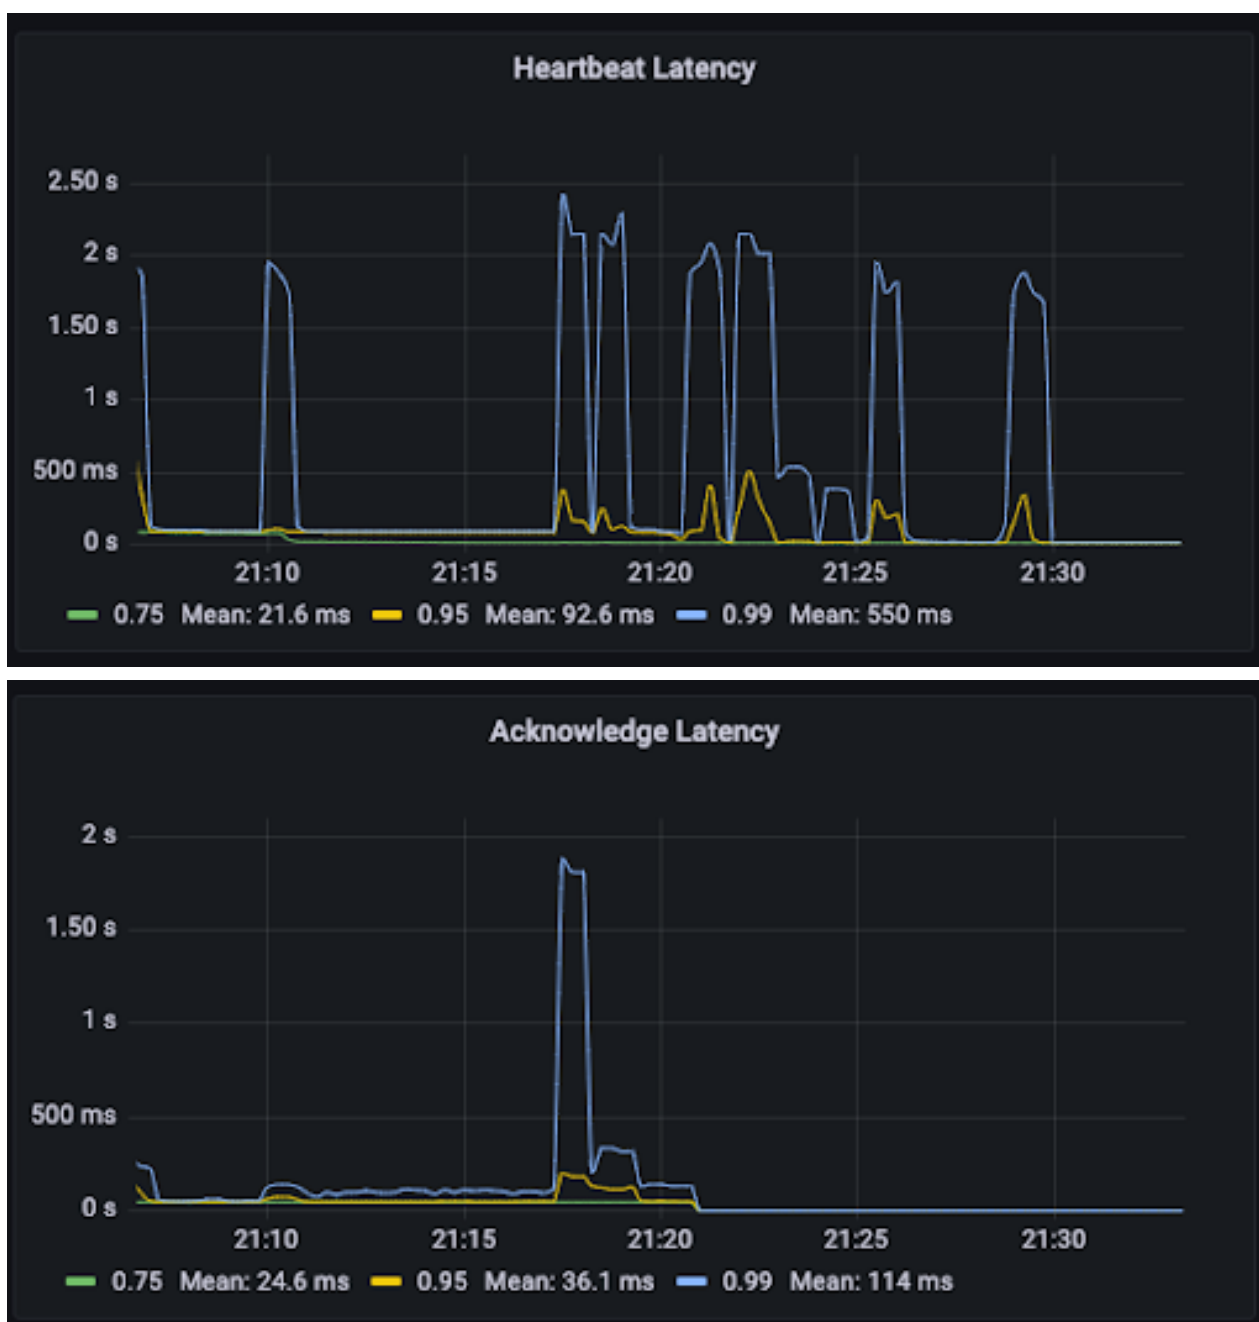 Heartbeat Latency
2.50 s
2 s
1.50 s
1 s
500 ms
0 s
21:10 21:15 21:20 21:25 21:30
0.75 Mean: 21.6 ms 0.95 Mean: 92.6 ms 0.99 Mean: 550 ms
Acknowledge Latency
2 s
1.50 s
1 s
500 ms
0 s
21:10 21:15 21:20 21:25 21:30
0.75 Mean: 24.6 ms 0.95 Mean: 36.1 ms 0.99 Mean: 114 ms